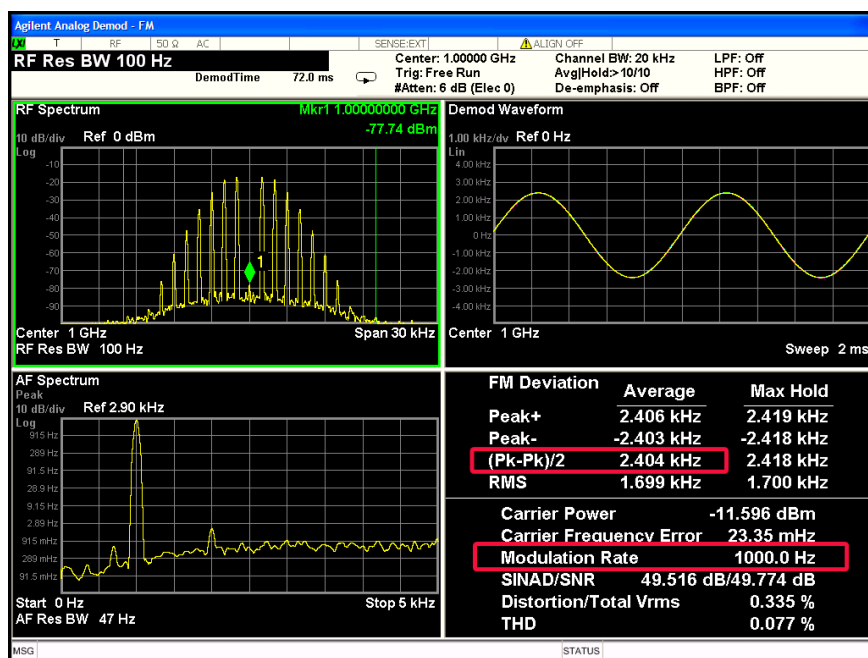 Agilent Analog Demod - FM
LXI T RF 50 Ω AC SENSE:EXT ALIGN OFF
RF Res BW 100 Hz
DemodTime 72.0 ms
Center: 1.00000 GHz Channel BW: 20 kHz LPF: Off
Trig: Free Run Avg|Hold:>10/10 HPF: Off
#Atten: 6 dB (Elec 0) De-emphasis: Off BPF: Off
RF Spectrum Mkr1 1.00000000 GHz
-77.74 dBm
10 dB/div Ref 0 dBm
Log
-10
-20
-30
-40
-50
-60
-70
-80
-90
1
Center 1 GHz Span 30 kHz
RF Res BW 100 Hz
Demod Waveform
1.00 kHz/dv Ref 0 Hz
Lin
4.00 kHz
3.00 kHz
2.00 kHz
1.00 kHz
0 Hz
-1.00 kHz
-2.00 kHz
-3.00 kHz
-4.00 kHz
Center 1 GHz
Sweep 2 ms
AF Spectrum
Peak
10 dB/div Ref 2.90 kHz
Log
915 Hz
289 Hz
91.5 Hz
28.9 Hz
9.15 Hz
2.89 Hz
915 mHz
289 mHz
91.5 mHz
Start 0 Hz Stop 5 kHz
AF Res BW 47 Hz
FM Deviation Average Max Hold
Peak+ 2.406 kHz 2.419 kHz
Peak- -2.403 kHz -2.418 kHz
(Pk-Pk)/2 2.404 kHz 2.418 kHz
RMS 1.699 kHz 1.700 kHz
Carrier Power -11.596 dBm
Carrier Frequency Error 23.35 mHz
Modulation Rate 1000.0 Hz
SINAD/SNR 49.516 dB/49.774 dB
Distortion/Total Vrms 0.335 %
THD 0.077 %
MSG STATUS